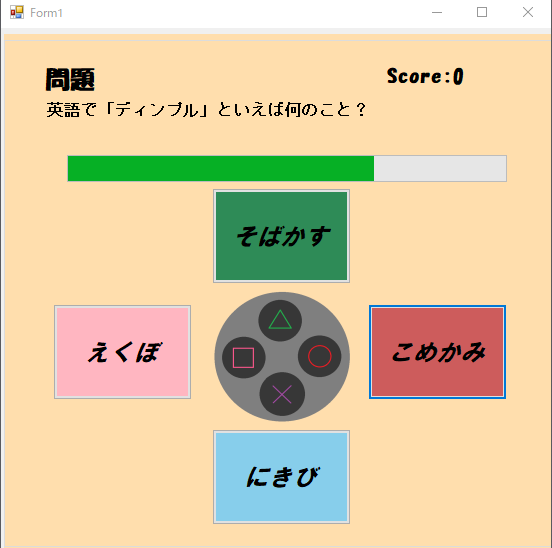 Form1
問題
Score:0
英語で「ディンプル」といえば何のこと？
そばかす
えくぼ
こめかみ
にきび